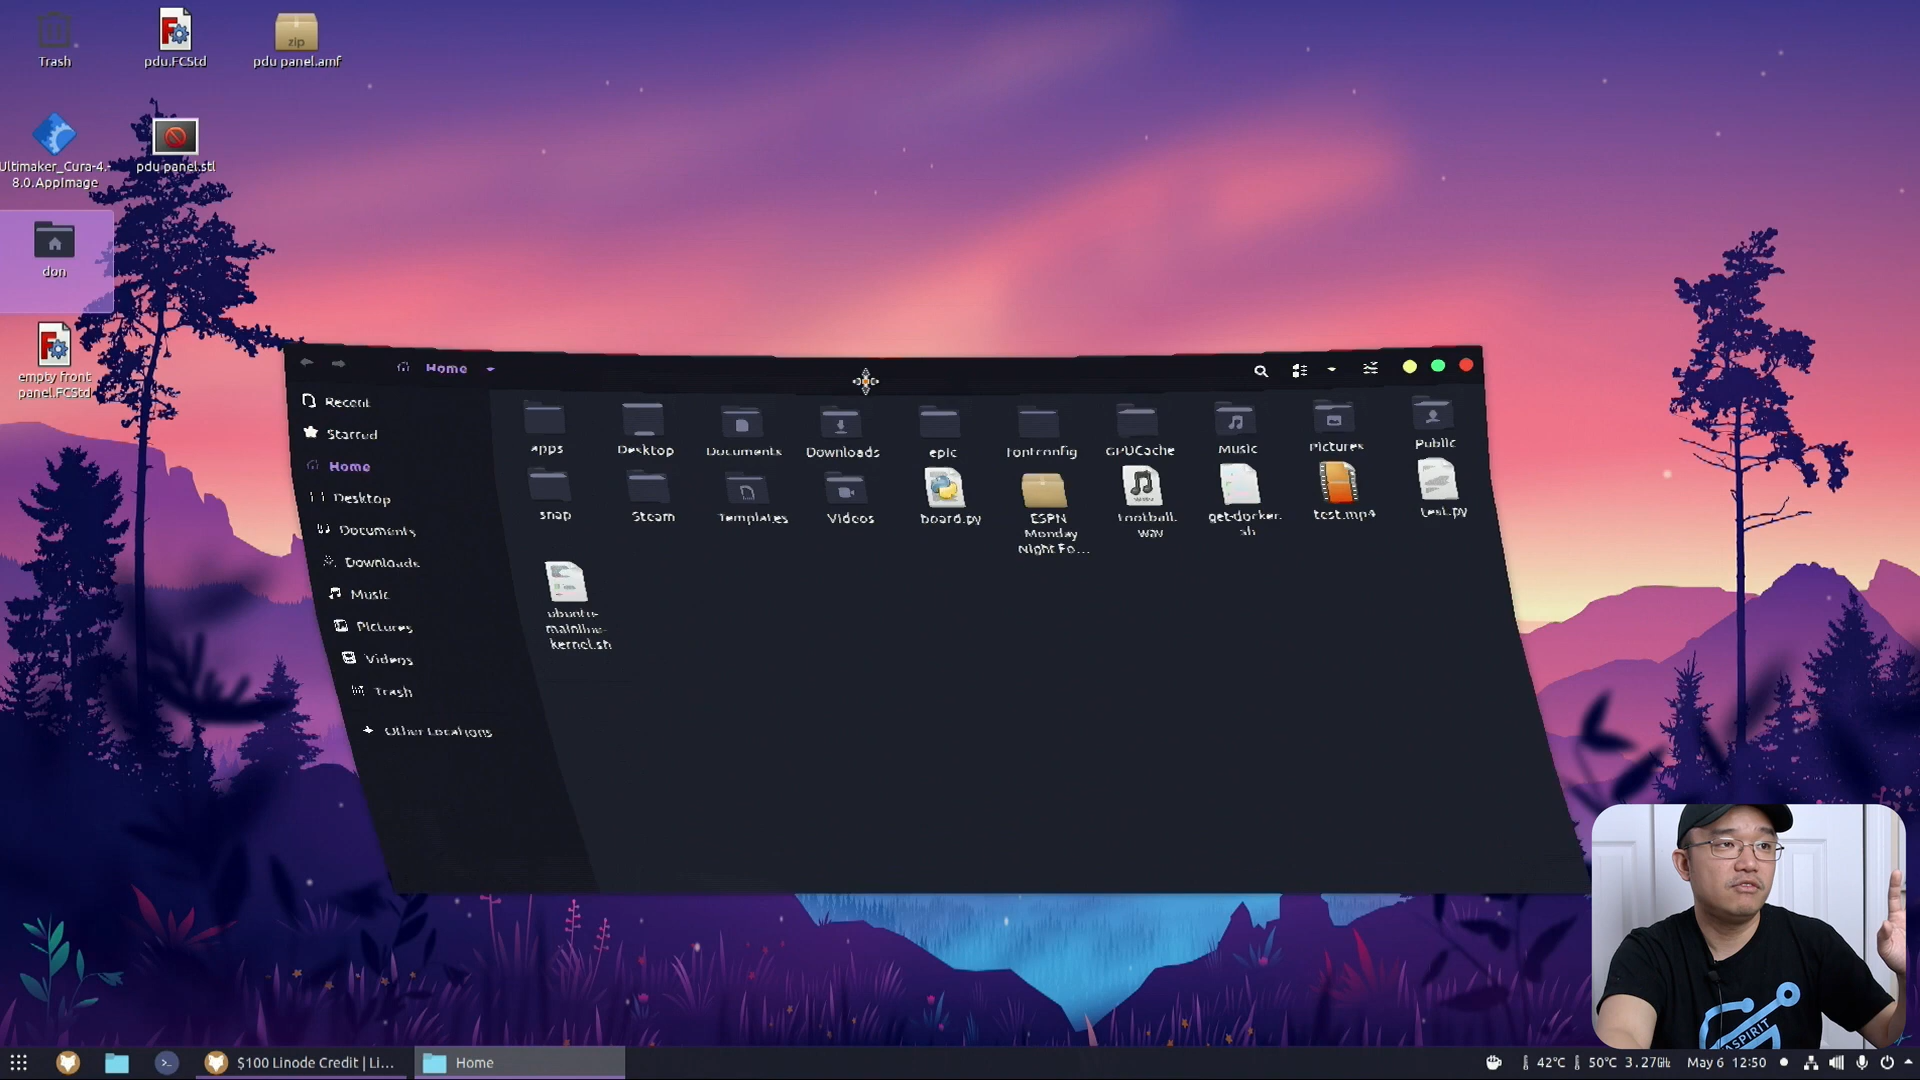 Trash
pdu.FCStd
pdu panel.amf
zip
Ultimaker_Cura-4.-
8.0.AppImage
pdu panel.stl
don
empty front
panel.FCStd
Home
Recent
Starred
Home
Desktop
Documents
Downloads
Music
Pictures
Videos
Trash
Other Locations
apps
Desktop
Documents
Downloads
epic
fontconfig
GPUCache
Music
Pictures
Public
snap
Steam
Templates
Videos
board.py
ESPN
Monday
Night Fo...
football.
wav
get-docker.
sh
test.mp4
test.py
ubuntu-
mainline-
kernel.sh
ASPIRIT
$100 Linode Credit | Li...
Home
42°C
50°C
3.27GHz
May 6 12:50